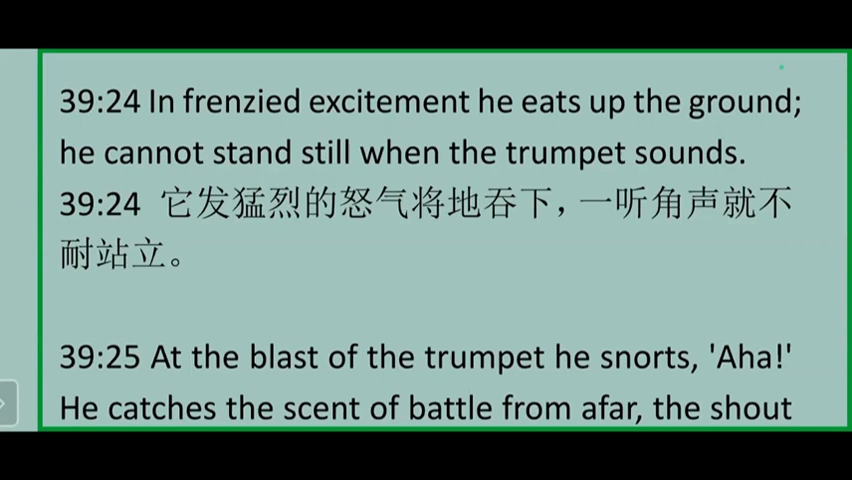 39:24 In frenzied excitement he eats up the ground;
he cannot stand still when the trumpet sounds.
39:24 它发猛烈的怒气将地吞下，一听角声就不
耐站立。
39:25 At the blast of the trumpet he snorts, 'Aha!'
He catches the scent of battle from afar, the shout